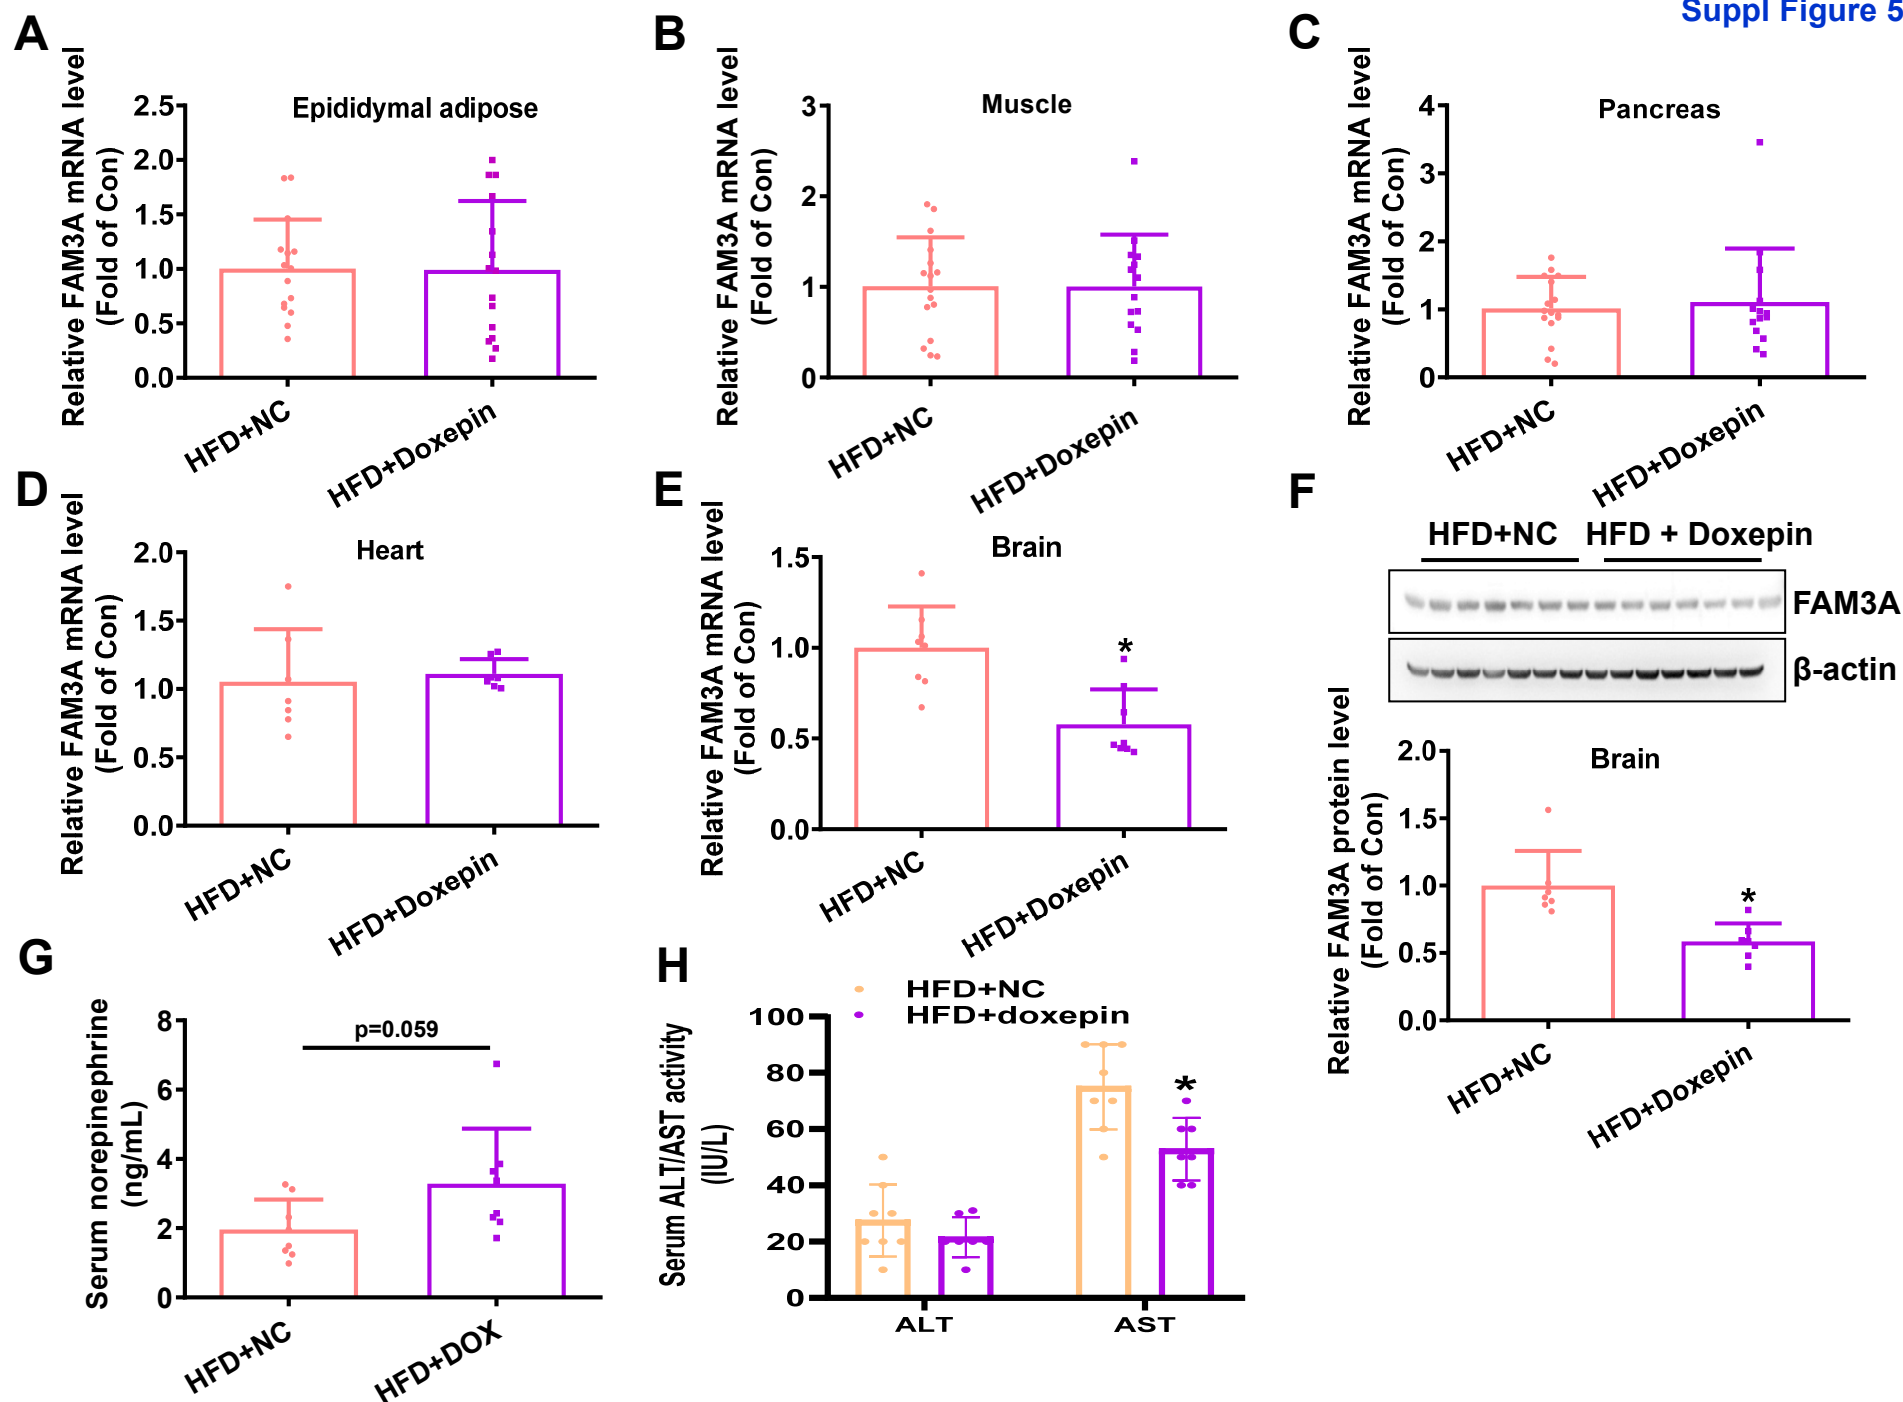 Suppl Figure 5
A
Relative FAM3A mRNA level
(Fold of Con)
Epididymal adipose
2.5
2.0
1.5
1.0
0.5
0.0
HFD+NC
HFD+Doxepin
B
Relative FAM3A mRNA level
(Fold of Con)
Muscle
3
2
1
0
HFD+NC
HFD+Doxepin
C
Relative FAM3A mRNA level
(Fold of Con)
Pancreas
4
3
2
1
0
HFD+NC
HFD+Doxepin
D
Relative FAM3A mRNA level
(Fold of Con)
Heart
2.0
1.5
1.0
0.5
0.0
HFD+NC
HFD+Doxepin
E
Relative FAM3A mRNA level
(Fold of Con)
Brain
1.5
1.0
0.5
0.0
*
HFD+NC
HFD+Doxepin
F
HFD+NC HFD + Doxepin
FAM3A
β-actin
Relative FAM3A protein level
(Fold of Con)
Brain
2.0
1.5
1.0
0.5
0.0
*
HFD+NC
HFD+Doxepin
G
Serum norepinephrine
(ng/mL)
p=0.059
8
6
4
2
0
HFD+NC
HFD+DOX
H
Serum ALT/AST activity
(IU/L)
HFD+NC
HFD+doxepin
100
80
60
40
20
0
*
ALT
AST